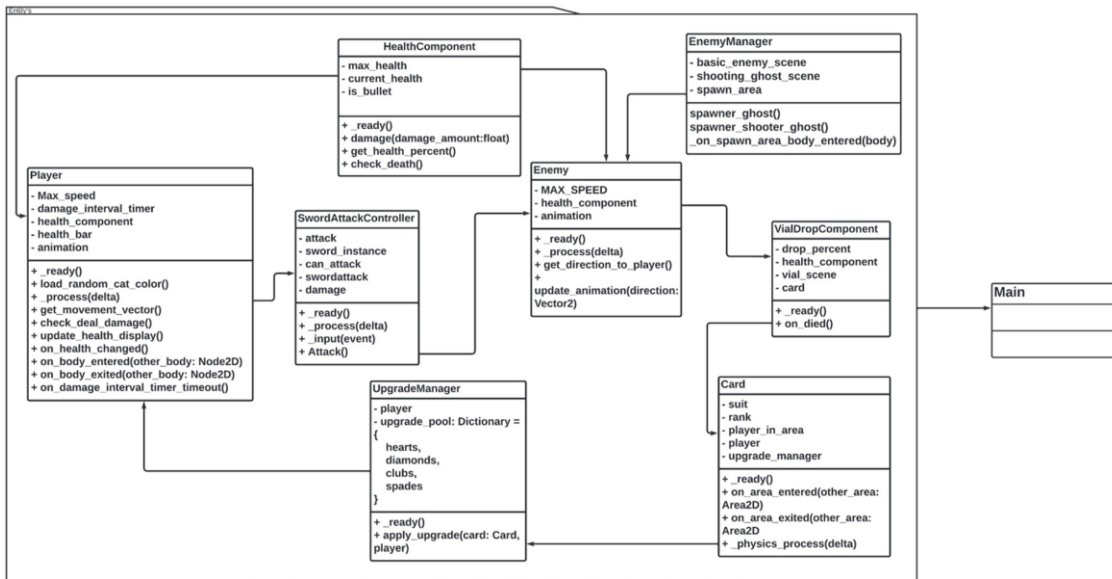 Entity's
HealthComponent
- max_health
- current_health
- is_bullet
+ _ready()
+ damage(damage_amount:float)
+ get_health_percent()
+ check_death()
EnemyManager
- basic_enemy_scene
- shooting_ghost_scene
- spawn_area
spawner_ghost()
spawner_shooter_ghost()
_on_spawn_area_body_entered(body)
Player
- Max_speed
- damage_interval_timer
- health_component
- health_bar
- animation
+ _ready()
+ load_random_cat_color()
+ _process(delta)
+ get_movement_vector()
+ check_deal_damage()
+ update_health_display()
+ on_health_changed()
+ on_body_entered(other_body: Node2D)
+ on_body_exited(other_body: Node2D)
+ on_damage_interval_timer_timeout()
SwordAttackController
- attack
- sword_instance
- can_attack
- swordattack
- damage
+ _ready()
+ _process(delta)
+ _input(event)
+ Attack()
Enemy
- MAX_SPEED
- health_component
- animation
+ _ready()
+ _process(delta)
+ get_direction_to_player()
+
update_animation(direction:
Vector2)
VialDropComponent
- drop_percent
- health_component
- vial_scene
- card
+ _ready()
+ on_died()
Main
UpgradeManager
- player
- upgrade_pool: Dictionary =
{
hearts,
diamonds,
clubs,
spades
}
+ _ready()
+ apply_upgrade(card: Card,
player)
Card
- suit
- rank
- player_in_area
- player
- upgrade_manager
+ _ready()
+ on_area_entered(other_area:
Area2D)
+ on_area_exited(other_area:
Area2D
+ _physics_process(delta)